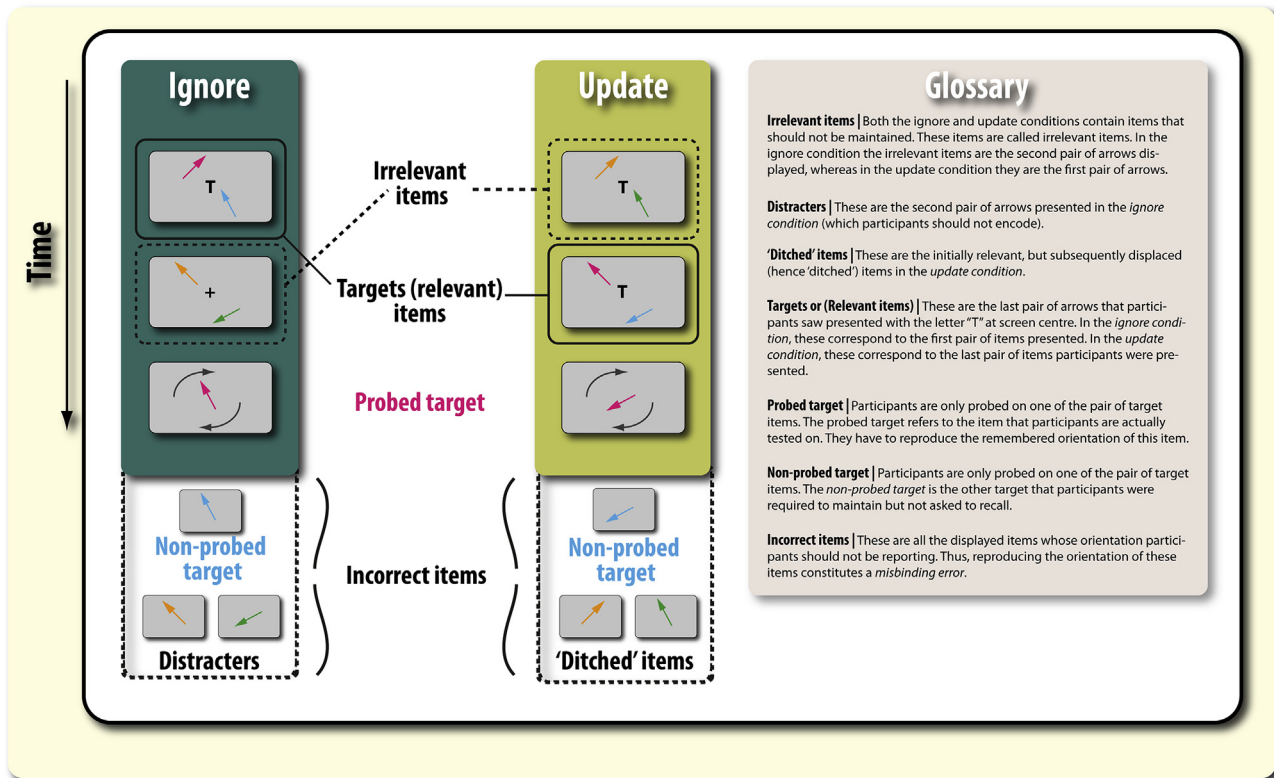 Time
Ignore
T
+
Irrelevant
items
Targets (relevant)
items
Probed target
Update
T
T
Non-probed
target
Distracters
Incorrect items
Non-probed
target
'Ditched' items
Glossary
Irrelevant items | Both the ignore and update conditions contain items that
should not be maintained. These items are called irrelevant items. In the
ignore condition the irrelevant items are the second pair of arrows dis-
played, whereas in the update condition they are the first pair of arrows.
Distracters | These are the second pair of arrows presented in the ignore
condition (which participants should not encode).
'Ditched' items | These are the initially relevant, but subsequently displaced
(hence 'ditched') items in the update condition.
Targets or (Relevant items) | These are the last pair of arrows that partici-
pants saw presented with the letter "T" at screen centre. In the ignore condi-
tion, these correspond to the first pair of items presented. In the update
condition, these correspond to the last pair of items participants were pre-
sented.
Probed target | Participants are only probed on one of the pair of target
items. The probed target refers to the item that participants are actually
tested on. They have to reproduce the remembered orientation of this item.
Non-probed target | Participants are only probed on one of the pair of target
items. The non-probed target is the other target that participants were
required to maintain but not asked to recall.
Incorrect items | These are all the displayed items whose orientation partici-
pants should not be reporting. Thus, reproducing the orientation of these
items constitutes a misbinding error.